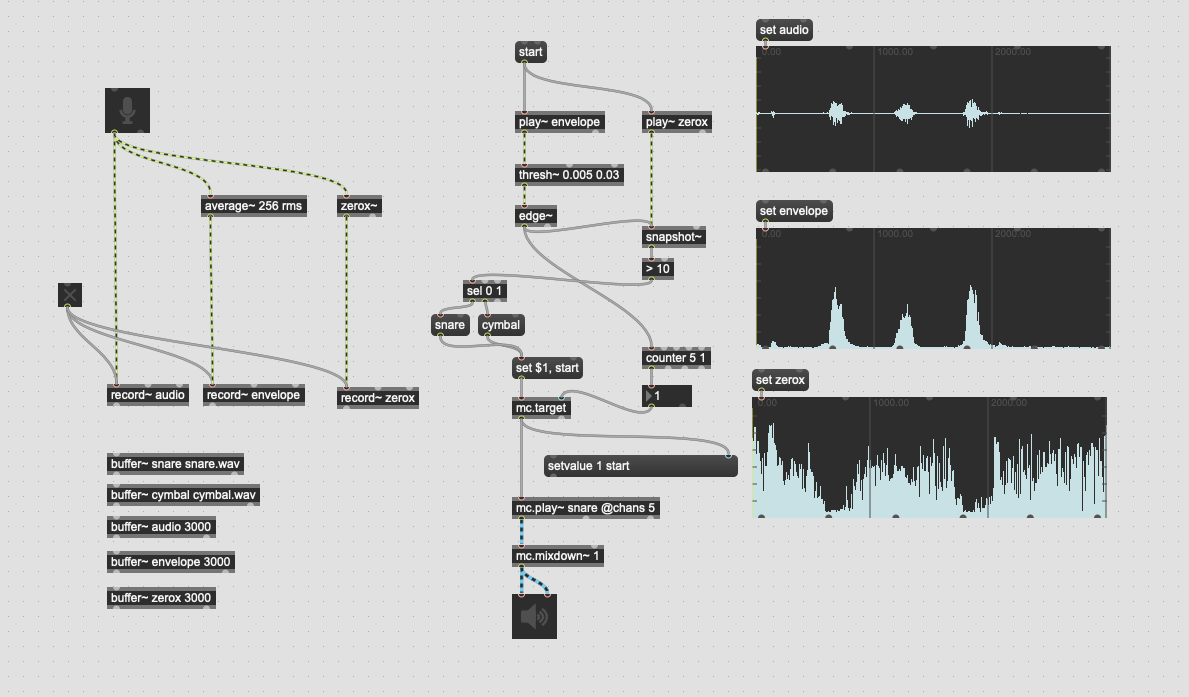 start
set audio
0.00 1000.00 2000.00
play~ envelope
play~ zerox
thresh~ 0.005 0.03
average~ 256 rms
zerox~
edge~
set envelope
0.00 1000.00 2000.00
snapshot~
> 10
sel 0 1
snare
cymbal
counter 5 1
set $1, start
set zerox
0.00 1000.00 2000.00
record~ audio
record~ envelope
record~ zerox
1
mc.target
setvalue 1 start
buffer~ snare snare.wav
buffer~ cymbal cymbal.wav
mc.play~ snare @chans 5
buffer~ audio 3000
mc.mixdown~ 1
buffer~ envelope 3000
buffer~ zerox 3000